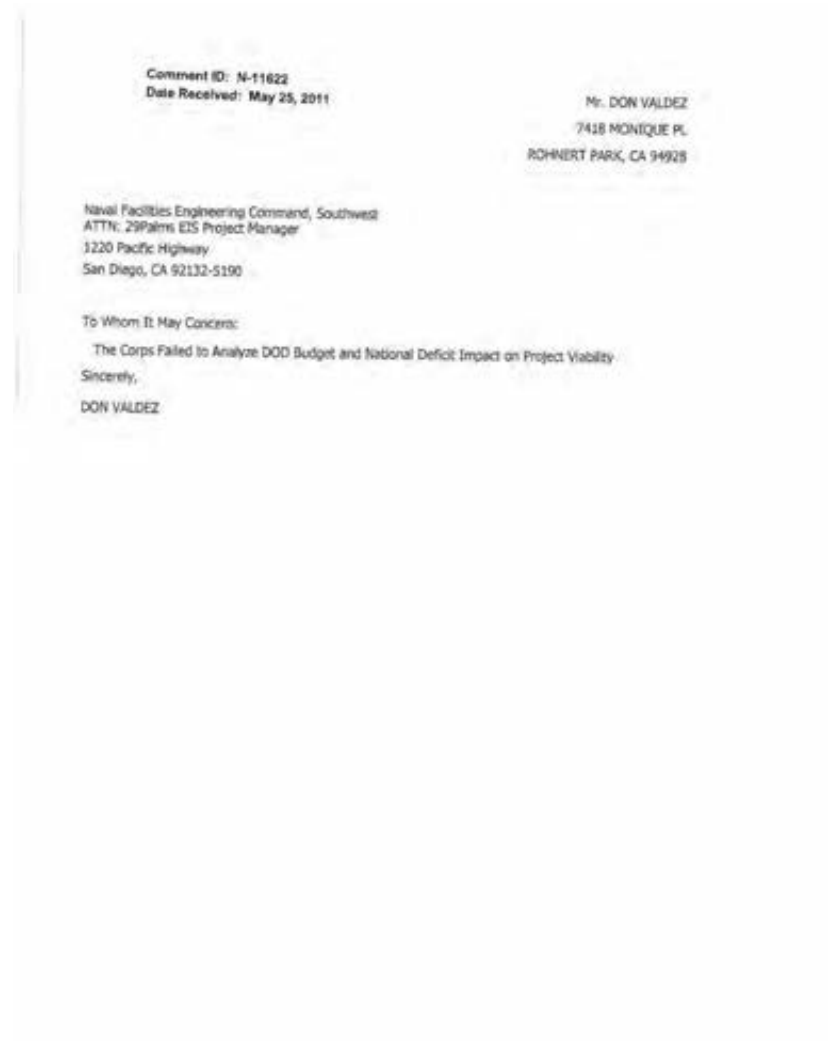 Comment ID: N-11622
Date Received: May 25, 2011
Mr. DON VALDEZ
7418 MONIQUE PL
ROHNERT PARK, CA 94928
Naval Facilities Engineering Command, Southwest
ATTN: 29Palms EIS Project Manager
1220 Pacific Highway
San Diego, CA 92132-5190
To Whom It May Concern:
The Corps Failed to Analyze DOD Budget and National Deficit Impact on Project Viability
Sincerely,
DON VALDEZ